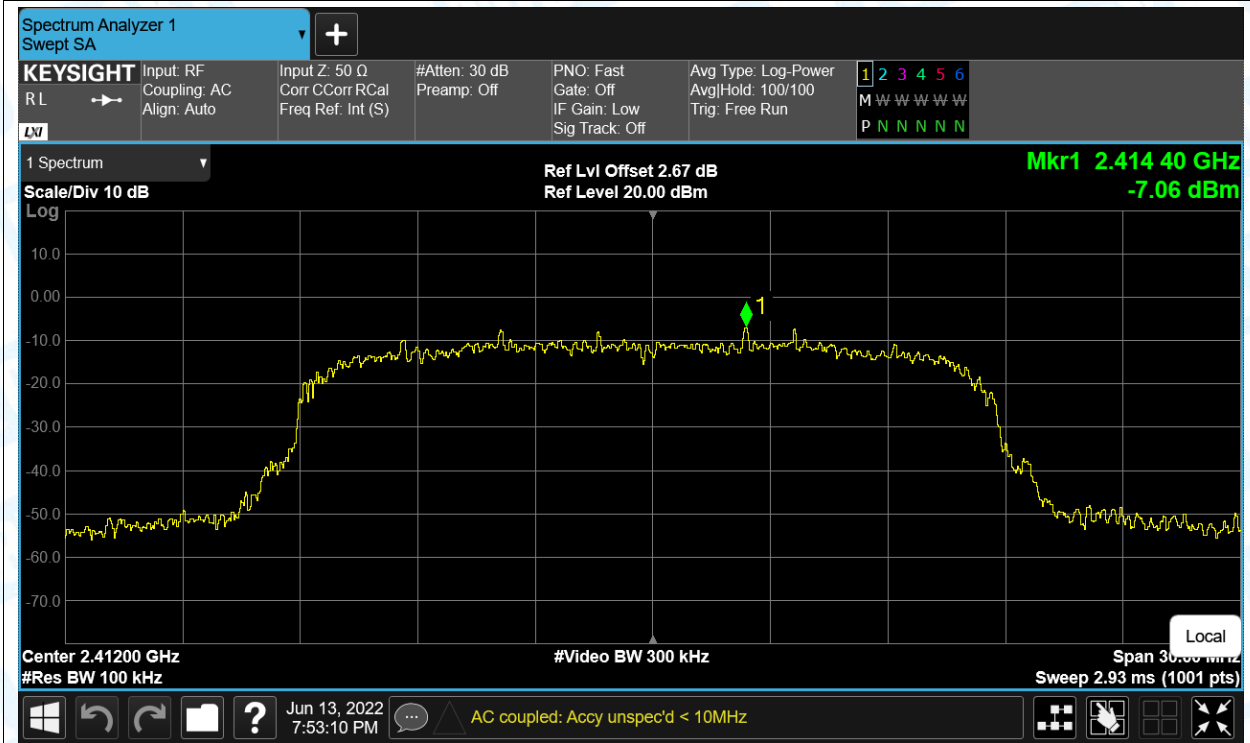 Spectrum Analyzer 1
Swept SA
KEYSIGHT
R L
LXI
Input: RF
Coupling: AC
Align: Auto
Input Z: 50 Ω
Corr CCorr RCal
Freq Ref: Int (S)
#Atten: 30 dB
Preamp: Off
PNO: Fast
Gate: Off
IF Gain: Low
Sig Track: Off
Avg Type: Log-Power
Avg|Hold: 100/100
Trig: Free Run
1 2 3 4 5 6
M W W W W W
P N N N N N
1 Spectrum
Scale/Div 10 dB
Log
Ref Lvl Offset 2.67 dB
Ref Level 20.00 dBm
Mkr1 2.414 40 GHz
-7.06 dBm
10.0
0.00
-10.0
-20.0
-30.0
-40.0
-50.0
-60.0
-70.0
1
Local
Center 2.41200 GHz
#Res BW 100 kHz
#Video BW 300 kHz
Span 30.00 MHz
Sweep 2.93 ms (1001 pts)
?
Jun 13, 2022
7:53:10 PM
AC coupled: Accy unspec'd < 10MHz